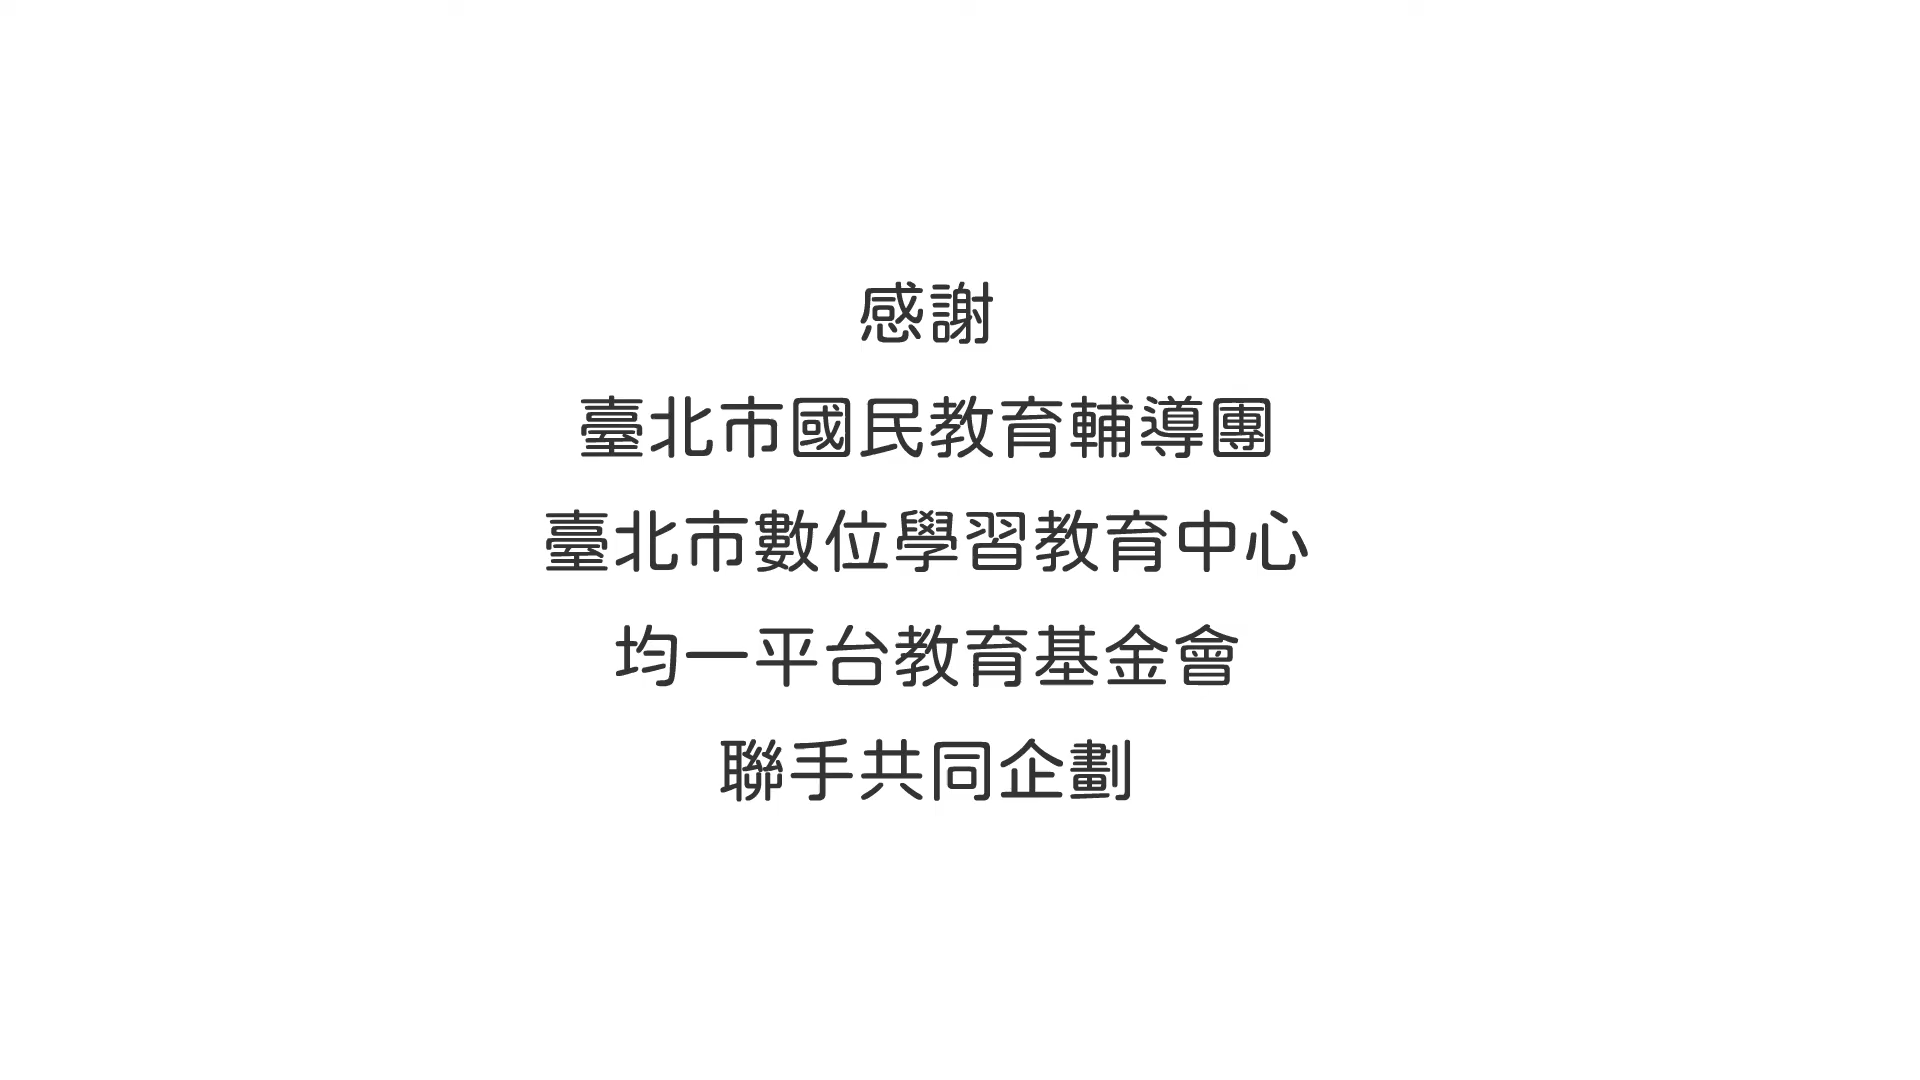 感謝
臺北市國民教育輔導團
臺北市數位學習教育中心
均一平台教育基金會
聯手共同企劃